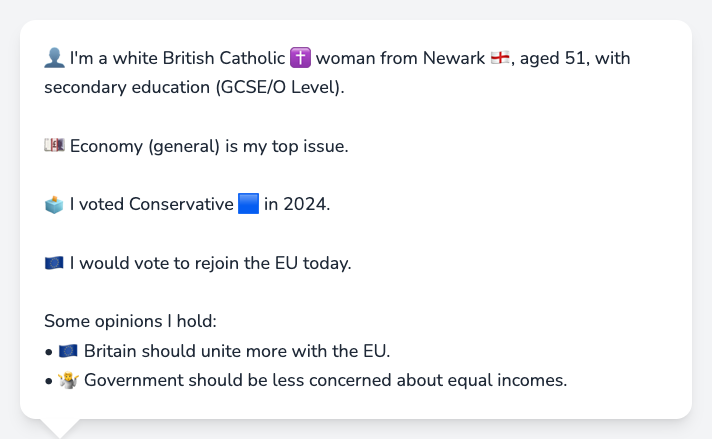 👤 I'm a white British Catholic ✝️ woman from Newark 🏴󠁧󠁢󠁥󠁮󠁧󠁿, aged 51, with
secondary education (GCSE/O Level).
💷 Economy (general) is my top issue.
🗳️ I voted Conservative 🟦 in 2024.
🇪🇺 I would vote to rejoin the EU today.
Some opinions I hold:
• 🇪🇺 Britain should unite more with the EU.
• 🤷‍♀️ Government should be less concerned about equal incomes.